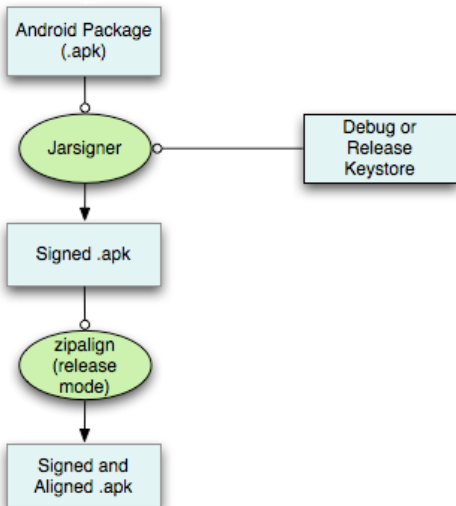 Android Package
(.apk)
Jarsigner
Debug or
Release
Keystore
Signed .apk
zipalign
(release
mode)
Signed and
Aligned .apk